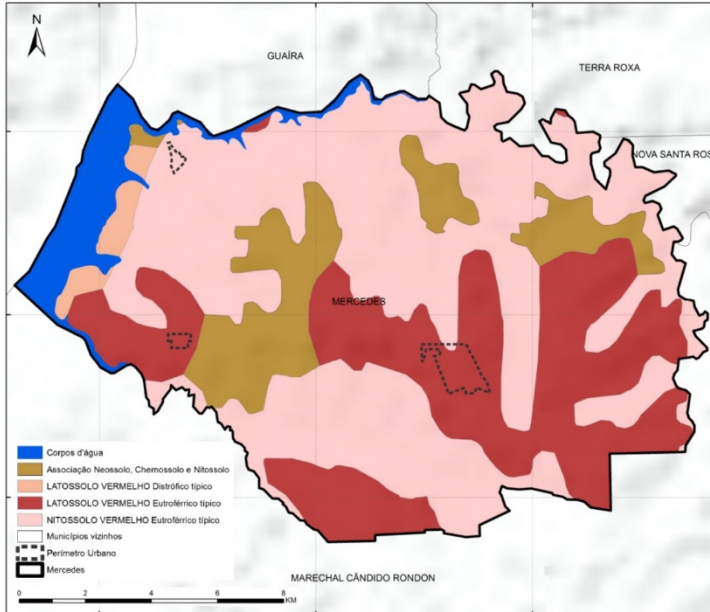 N
GUAÍRA
TERRA ROXA
NOVA SANTA ROS
MERCEDES
Corpos d'água
Associação Neossolo, Chernossolo e Nitossolo
LATOSSOLO VERMELHO Distrófico típico
LATOSSOLO VERMELHO Eutroférrico típico
NITOSSOLO VERMELHO Eutroférrico típico
Municípios vizinhos
Perímetro Urbano
Mercedes
0 2 4 6 8
KM
MARECHAL CÂNDIDO RONDON